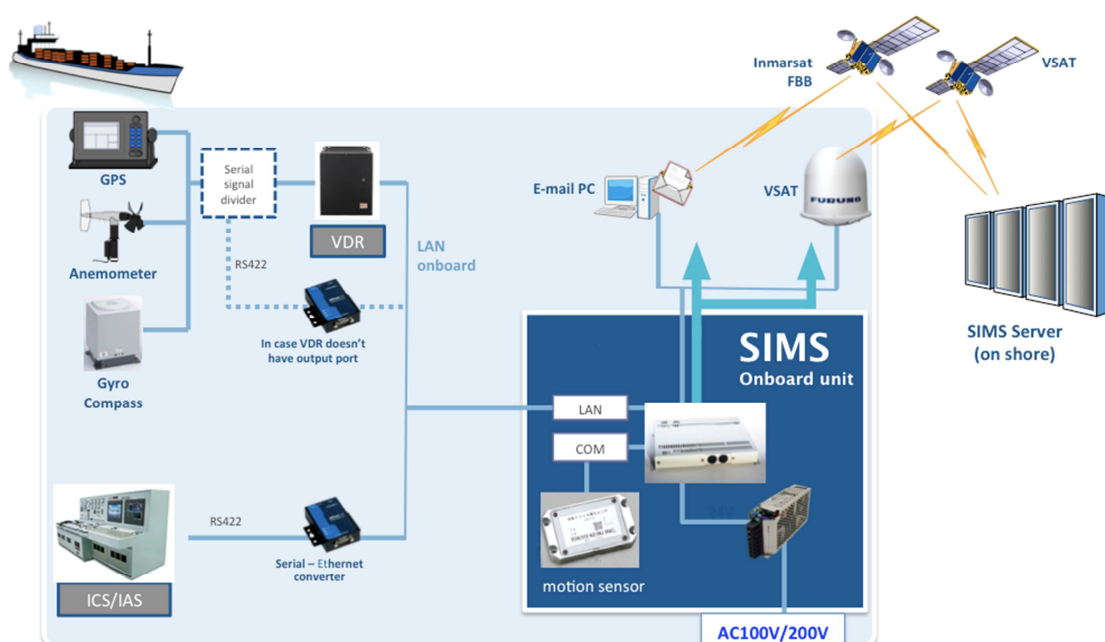 Inmarsat
FBB
VSAT
GPS
Serial
signal
divider
VDR
E-mail PC
VSAT
FURUNO
Anemometer
RS422
LAN
onboard
In case VDR doesn't
have output port
Gyro
Compass
SIMS
Onboard unit
SIMS Server
(on shore)
LAN
COM
RS422
24V
Serial – Ethernet
converter
motion sensor
ICS/IAS
AC100V/200V